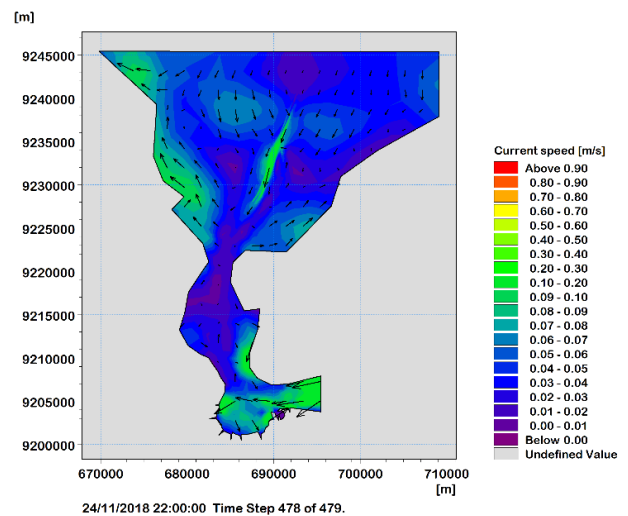 [m]
9245000
9240000
9235000
9230000
9225000
9220000
9215000
9210000
9205000
9200000
670000 680000 690000 700000 710000
[m]
Current speed [m/s]
Above 0.90
0.80 - 0.90
0.70 - 0.80
0.60 - 0.70
0.50 - 0.60
0.40 - 0.50
0.30 - 0.40
0.20 - 0.30
0.10 - 0.20
0.09 - 0.10
0.08 - 0.09
0.07 - 0.08
0.06 - 0.07
0.05 - 0.06
0.04 - 0.05
0.03 - 0.04
0.02 - 0.03
0.01 - 0.02
0.00 - 0.01
Below 0.00
Undefined Value
24/11/2018 22:00:00 Time Step 478 of 479.